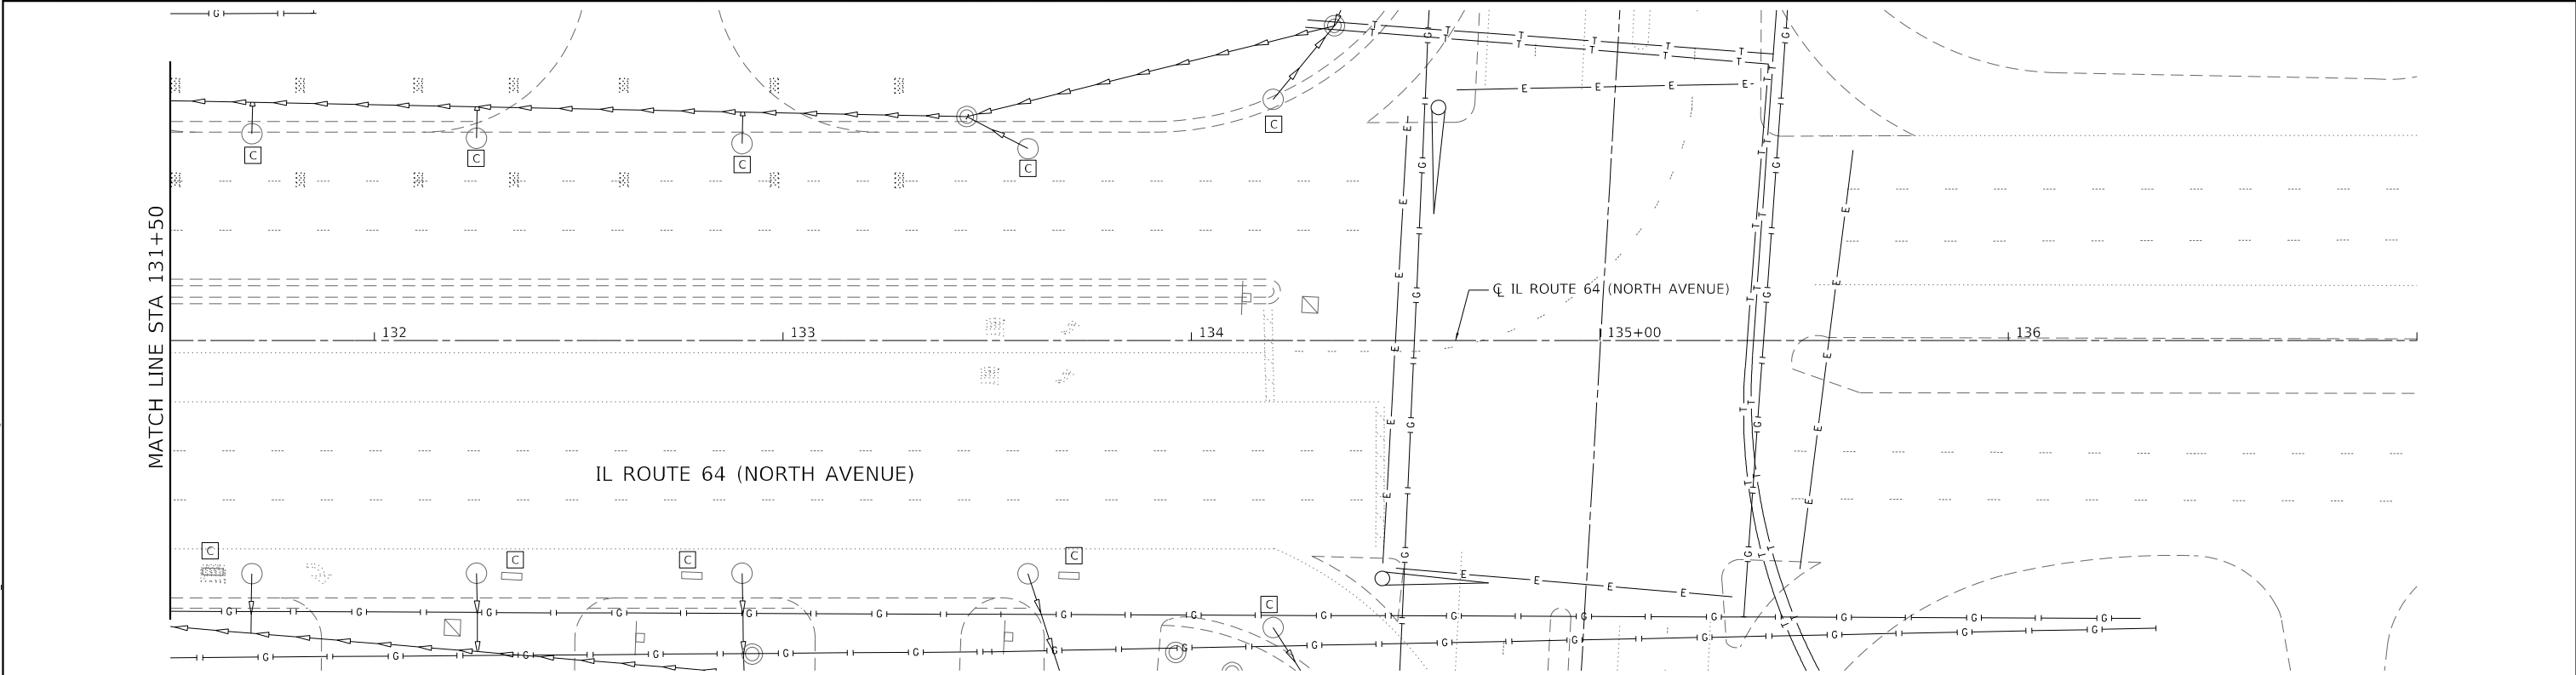 MATCH LINE STA 131+50
℄ IL ROUTE 64 (NORTH AVENUE)
132
133
134
135+00
136
IL ROUTE 64 (NORTH AVENUE)
C
C
C
C
C
C
C
C
C
C